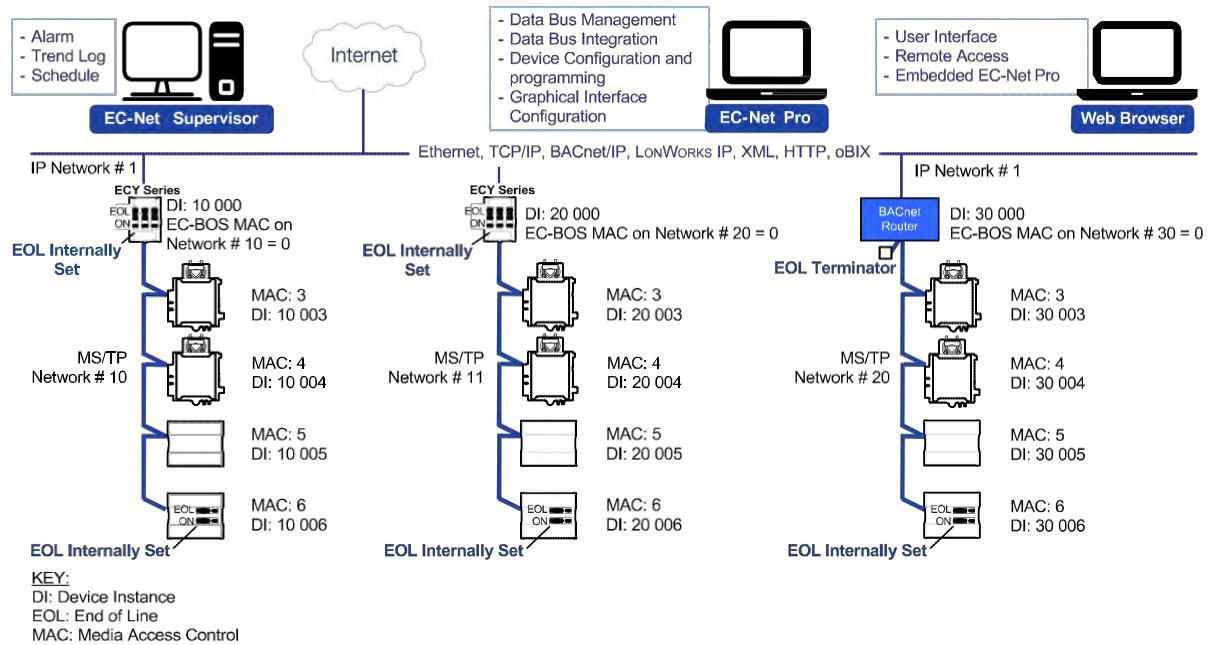 - Alarm
- Trend Log
- Schedule
EC-Net Supervisor
Internet
- Data Bus Management
- Data Bus Integration
- Device Configuration and
programming
- Graphical Interface
Configuration
EC-Net Pro
- User Interface
- Remote Access
- Embedded EC-Net Pro
Web Browser
Ethernet, TCP/IP, BACnet/IP, LONWORKS IP, XML, HTTP, oBIX
IP Network # 1
ECY Series
EOL
ON
DI: 10 000
EC-BOS MAC on
Network # 10 = 0
EOL Internally
Set
MAC: 3
DI: 10 003
MS/TP
Network # 10
MAC: 4
DI: 10 004
MAC: 5
DI: 10 005
EOL
ON
MAC: 6
DI: 10 006
EOL Internally Set
ECY Series
EOL
ON
DI: 20 000
EC-BOS MAC on Network # 20 = 0
EOL Internally
Set
MAC: 3
DI: 20 003
MS/TP
Network # 11
MAC: 4
DI: 20 004
MAC: 5
DI: 20 005
EOL
ON
MAC: 6
DI: 20 006
EOL Internally Set
IP Network # 1
BACnet
Router
DI: 30 000
EC-BOS MAC on Network # 30 = 0
EOL Terminator
MAC: 3
DI: 30 003
MS/TP
Network # 20
MAC: 4
DI: 30 004
MAC: 5
DI: 30 005
EOL
ON
MAC: 6
DI: 30 006
EOL Internally Set
KEY:
DI: Device Instance
EOL: End of Line
MAC: Media Access Control